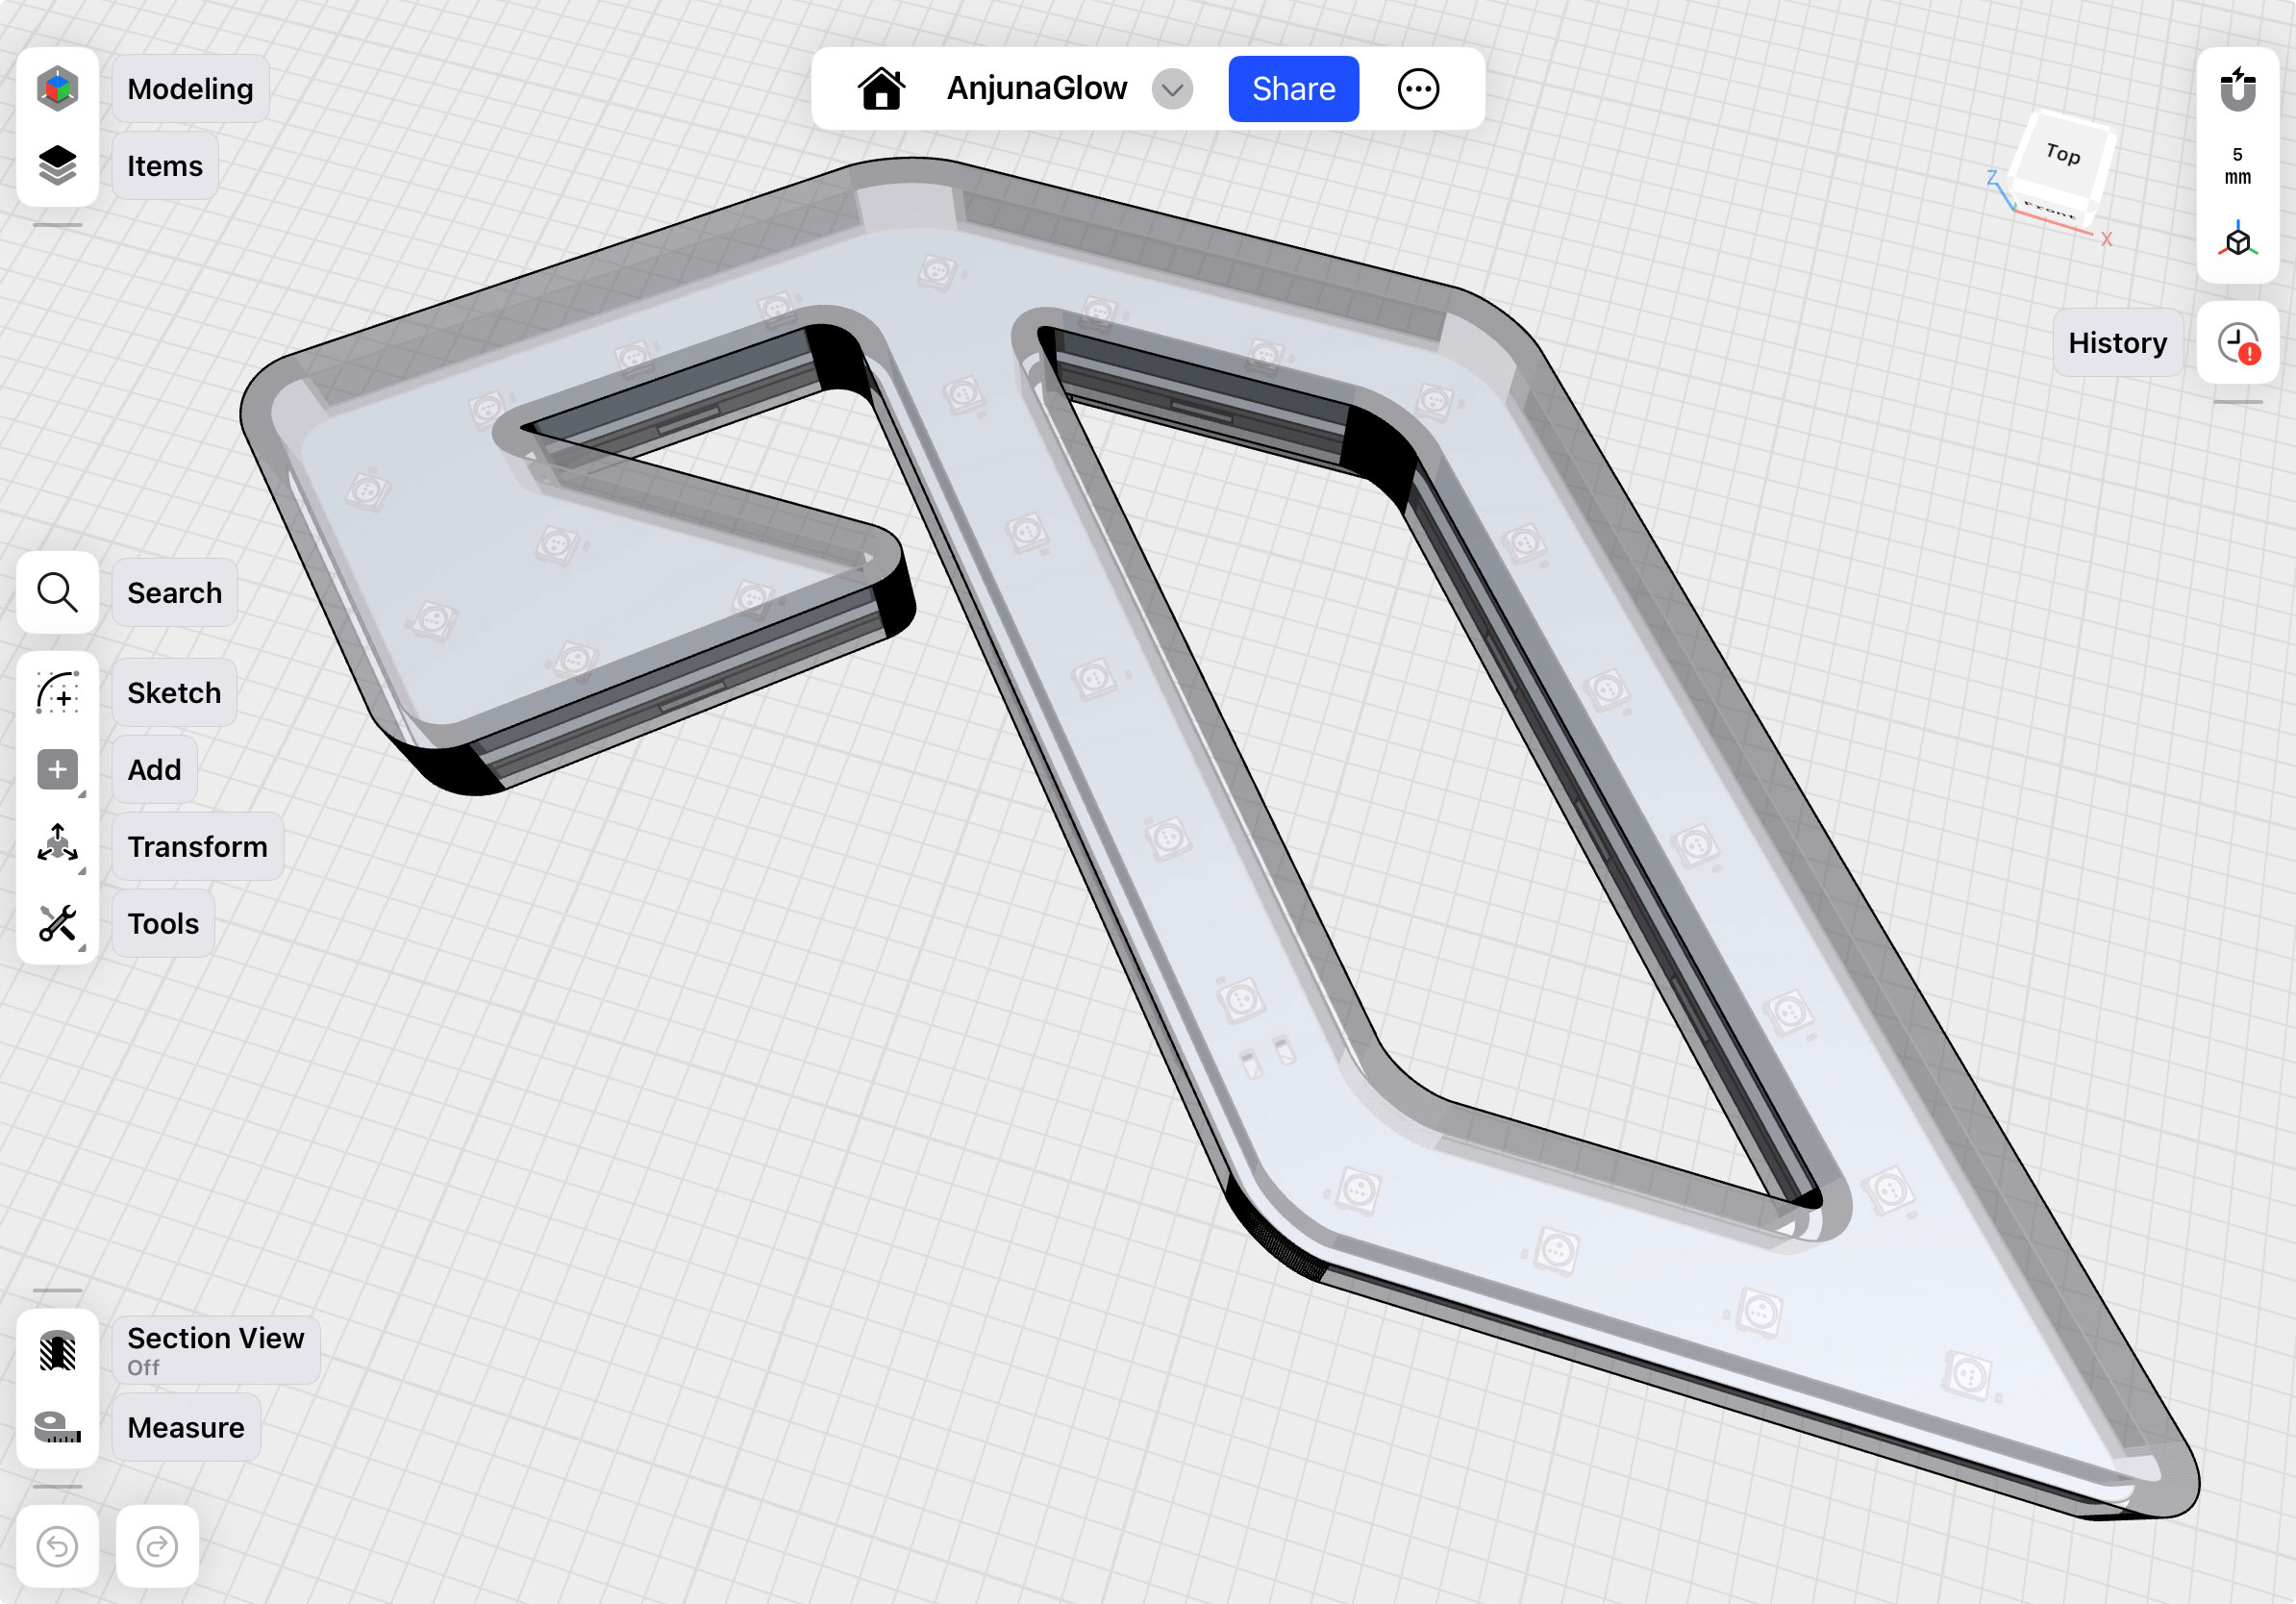 Modeling
Items
AnjunaGlow
Share
Top
FRONT
Z
X
5
mm
History
Search
Sketch
Add
Transform
Tools
Section View
Off
Measure